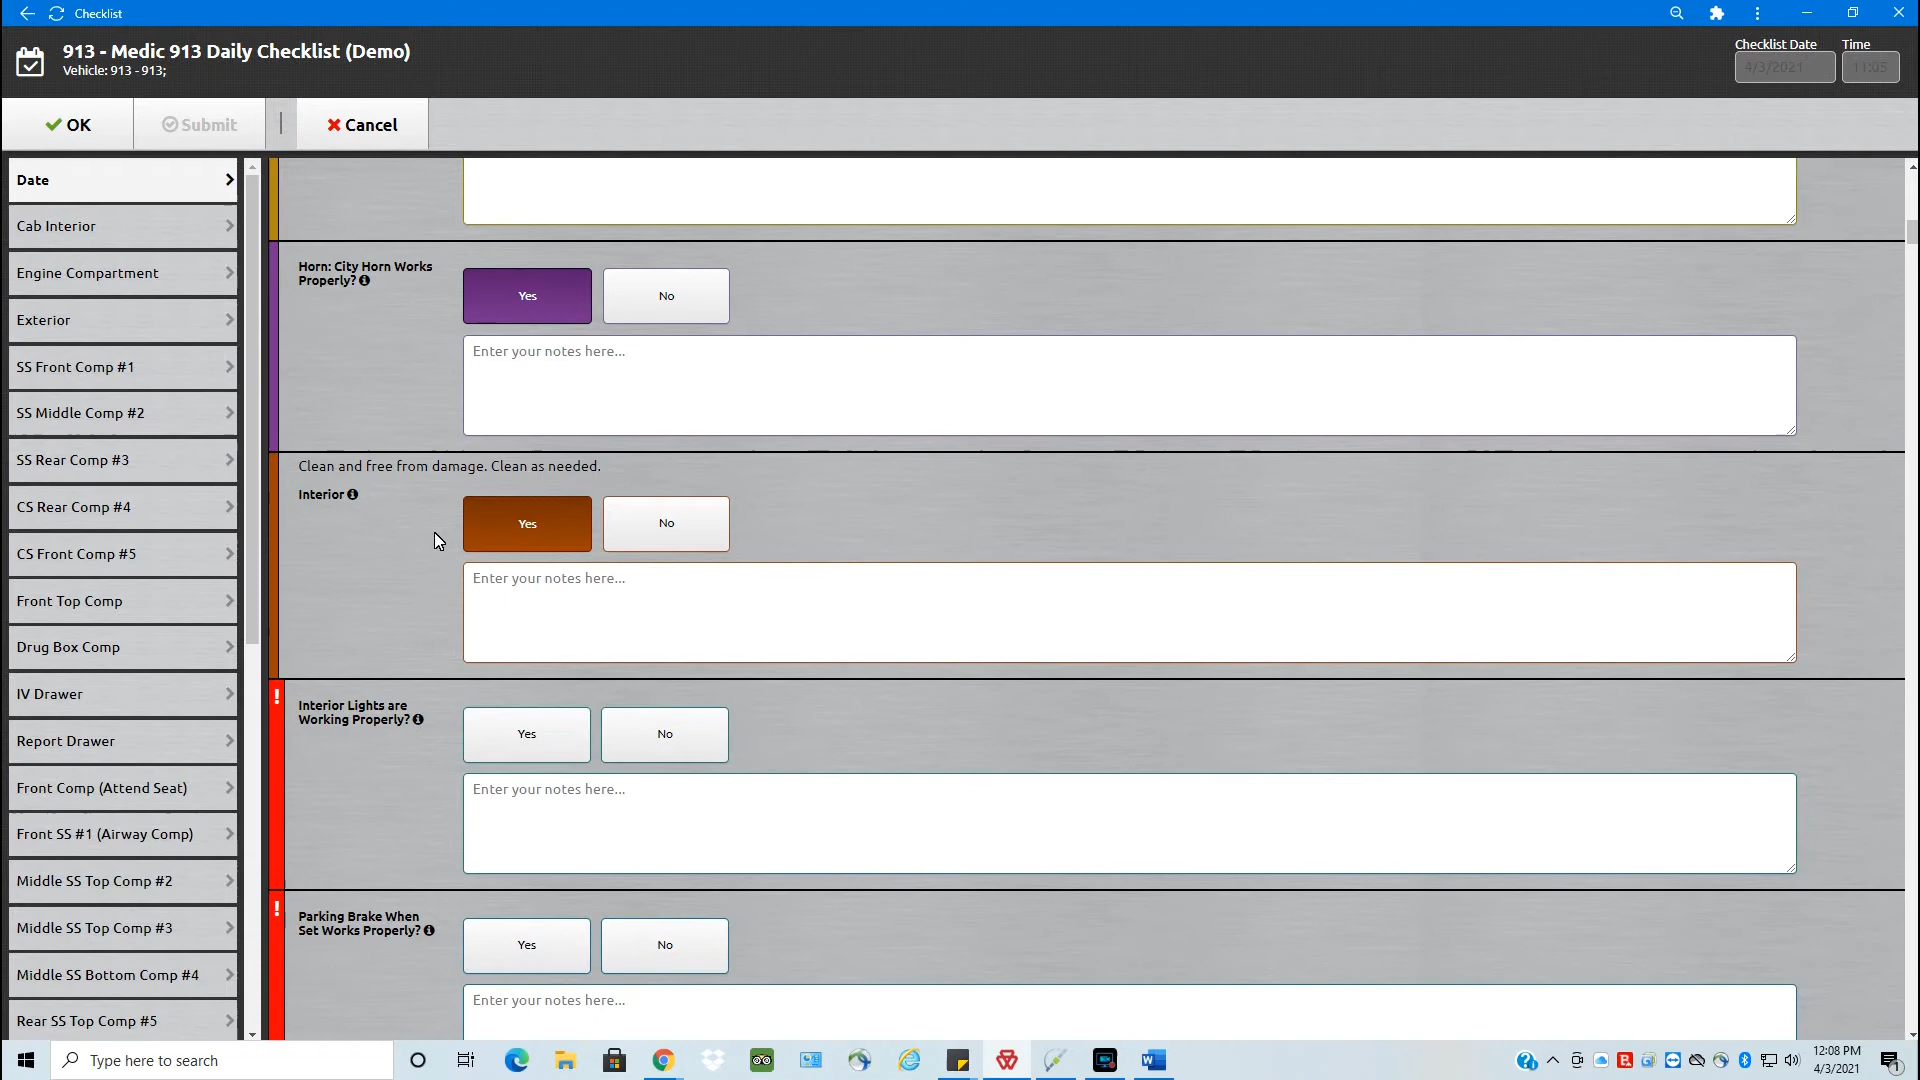 Checklist
913 - Medic 913 Daily Checklist (Demo)
Vehicle: 913 - 913;
Checklist Date
Time
4/3/2021
11:05
OK
Submit
Cancel
Date
Cab Interior
Engine Compartment
Exterior
SS Front Comp #1
SS Middle Comp #2
SS Rear Comp #3
CS Rear Comp #4
CS Front Comp #5
Front Top Comp
Drug Box Comp
IV Drawer
Report Drawer
Front Comp (Attend Seat)
Front SS #1 (Airway Comp)
Middle SS Top Comp #2
Middle SS Top Comp #3
Middle SS Bottom Comp #4
Rear SS Top Comp #5
Horn: City Horn Works
Properly?
Yes
No
Enter your notes here...
Clean and free from damage. Clean as needed.
Interior
Yes
No
Enter your notes here...
!
Interior Lights are
Working Properly?
Yes
No
Enter your notes here...
!
Parking Brake When
Set Works Properly?
Yes
No
Enter your notes here...
Type here to search
12:08 PM
4/3/2021
1